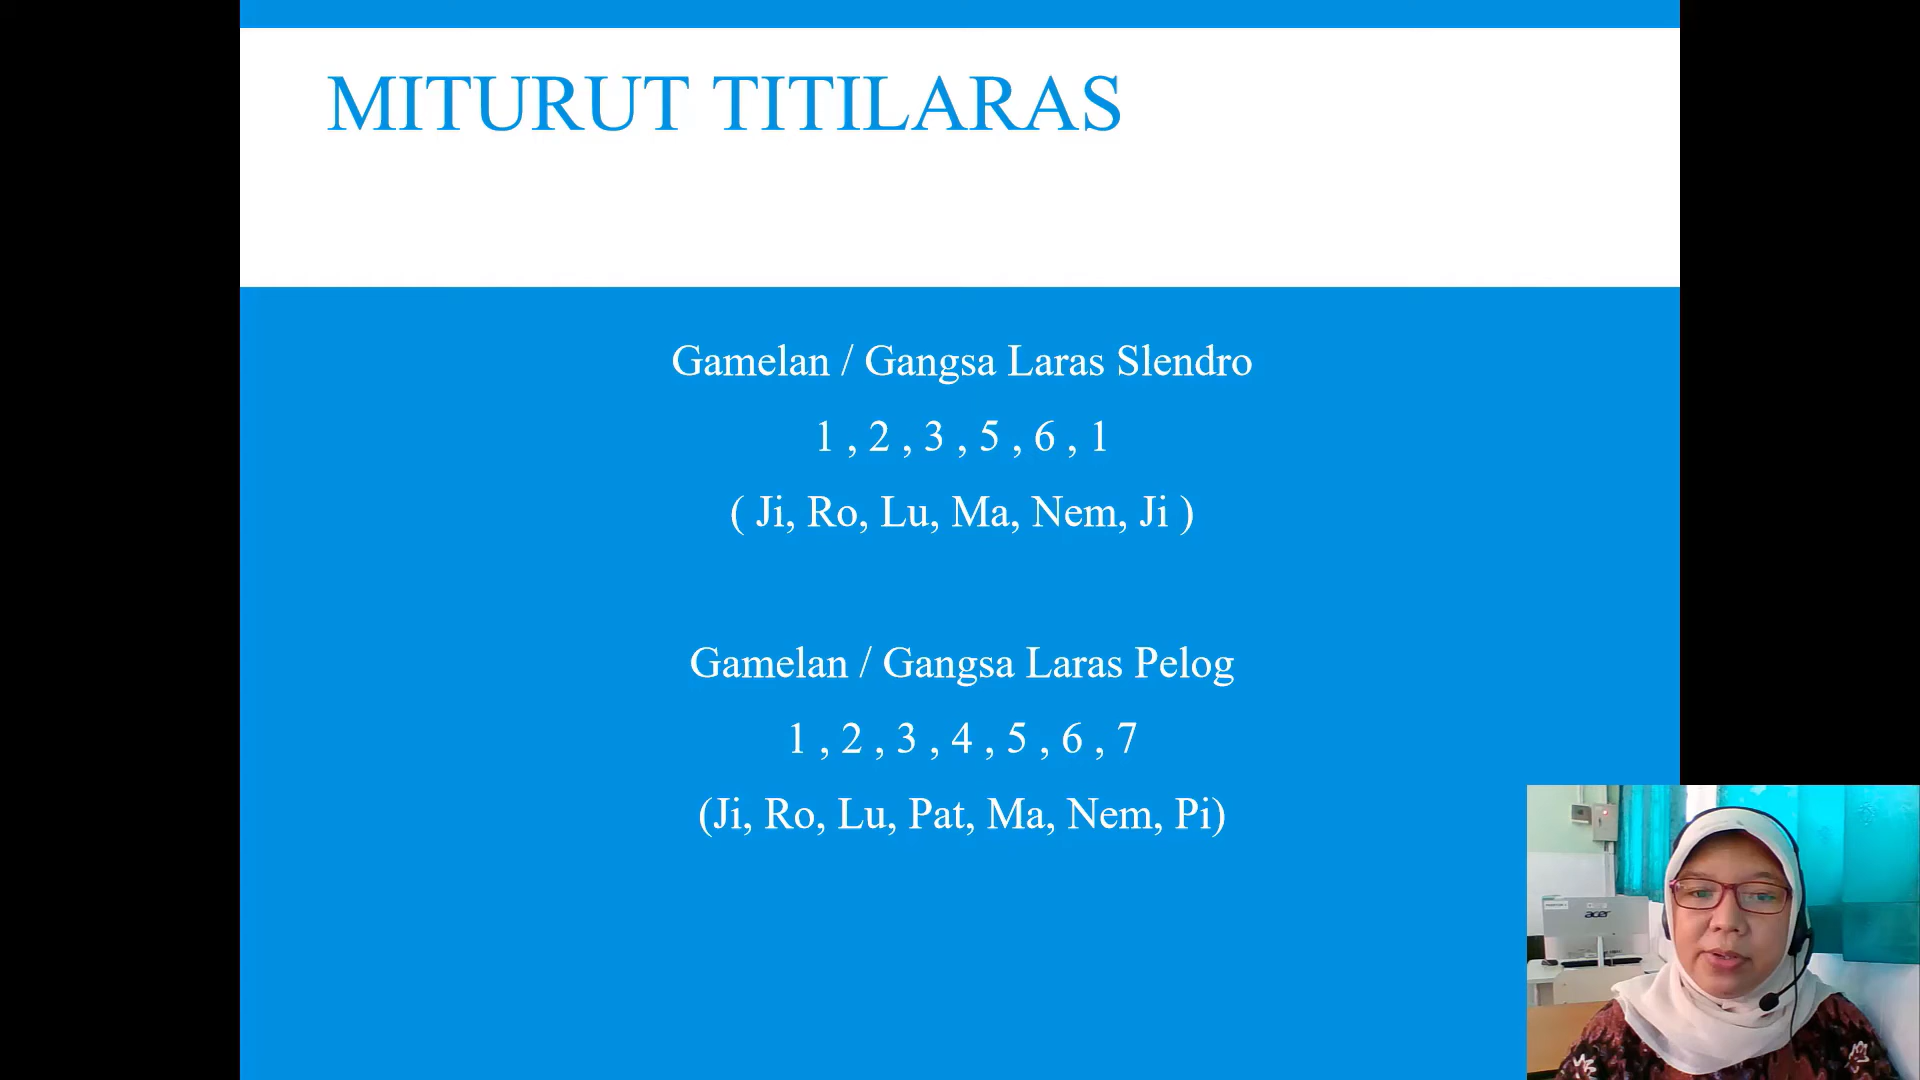 MITURUT TITILARAS
Gamelan / Gangsa Laras Slendro
1 , 2 , 3 , 5 , 6 , 1
( Ji, Ro, Lu, Ma, Nem, Ji )
Gamelan / Gangsa Laras Pelog
1 , 2 , 3 , 4 , 5 , 6 , 7
(Ji, Ro, Lu, Pat, Ma, Nem, Pi)
acer